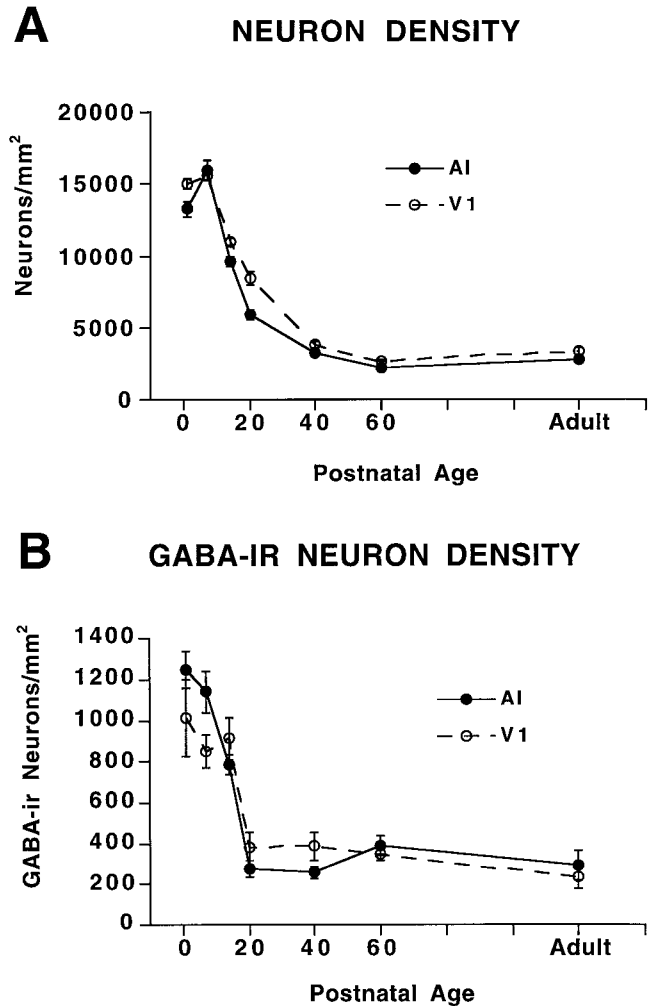 A
NEURON DENSITY
Neurons/mm²
20000
15000
10000
5000
0
AI
V1
0 20 40 60 Adult
Postnatal Age
B
GABA-IR NEURON DENSITY
GABA-ir Neurons/mm²
1400
1200
1000
800
600
400
200
0
AI
V1
0 20 40 60 Adult
Postnatal Age